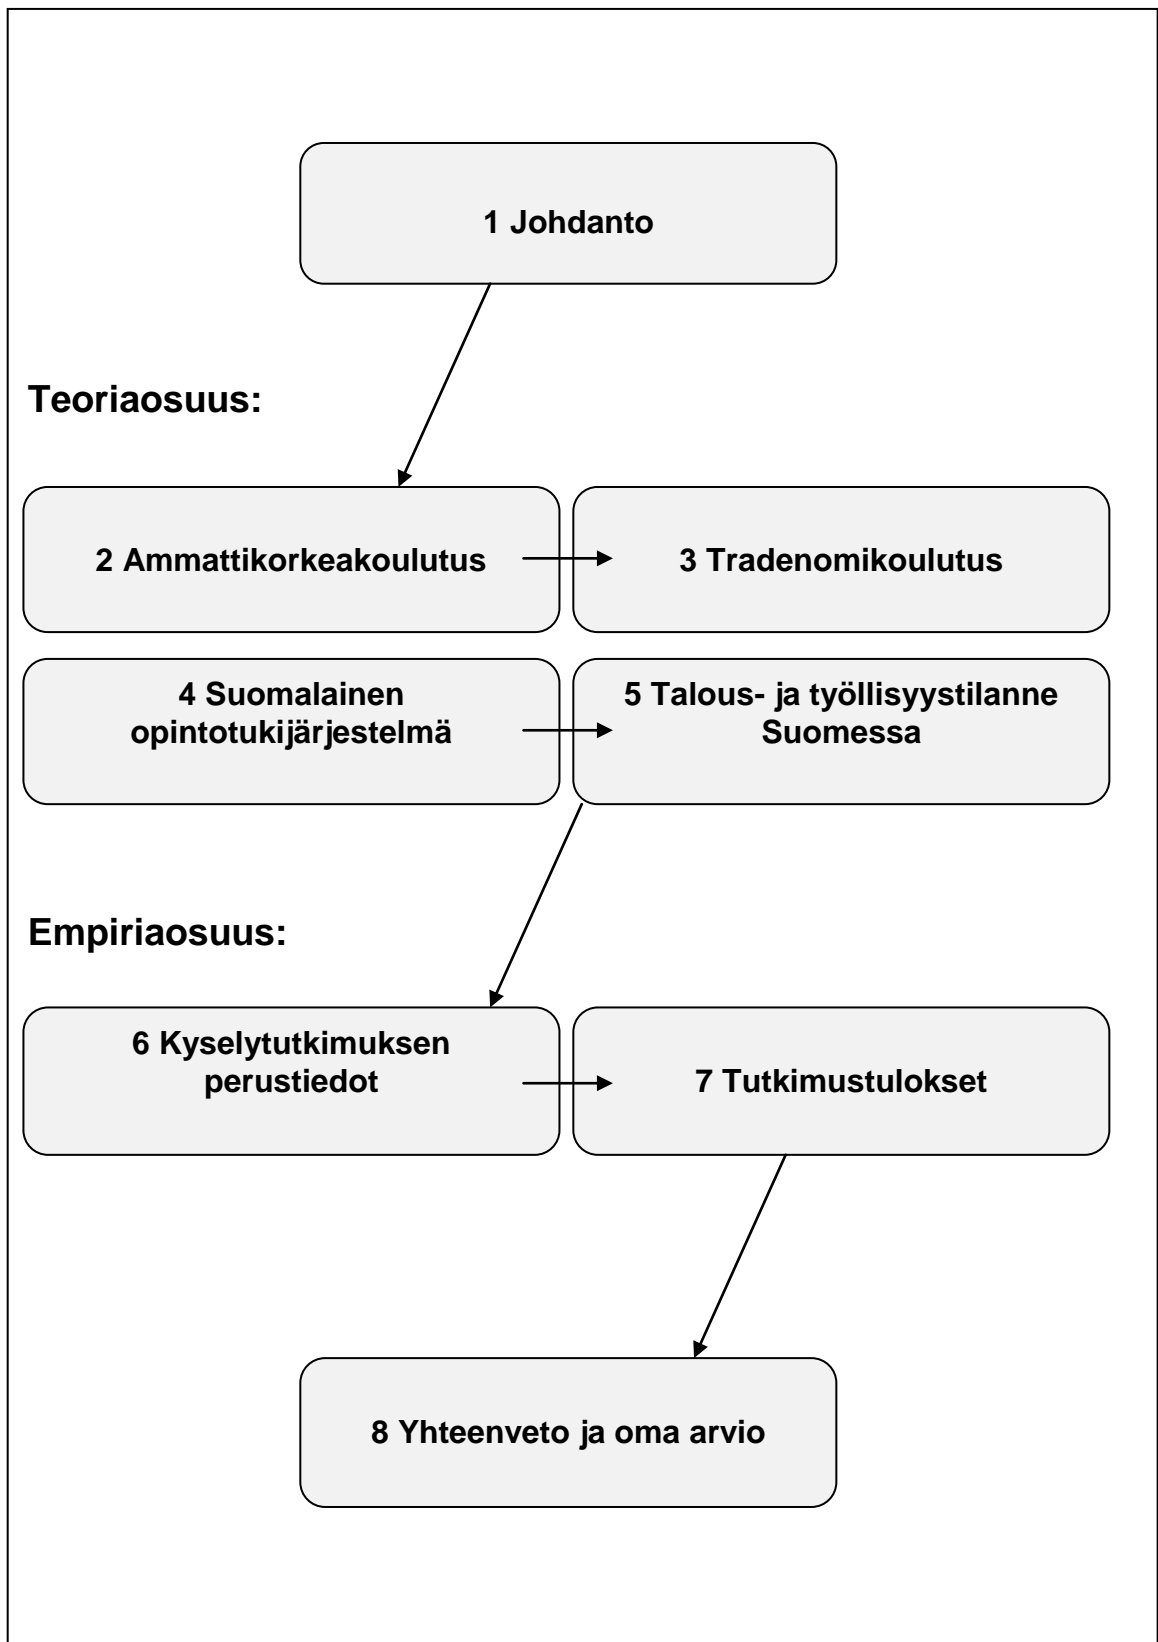 1 Johdanto
Teoriaosuus:
2 Ammattikorkeakoulutus
3 Tradenomikoulutus
4 Suomalainen
opintotukijärjestelmä
5 Talous- ja työllisyystilanne
Suomessa
Empiriaosuus:
6 Kyselytutkimuksen
perustiedot
7 Tutkimustulokset
8 Yhteenveto ja oma arvio